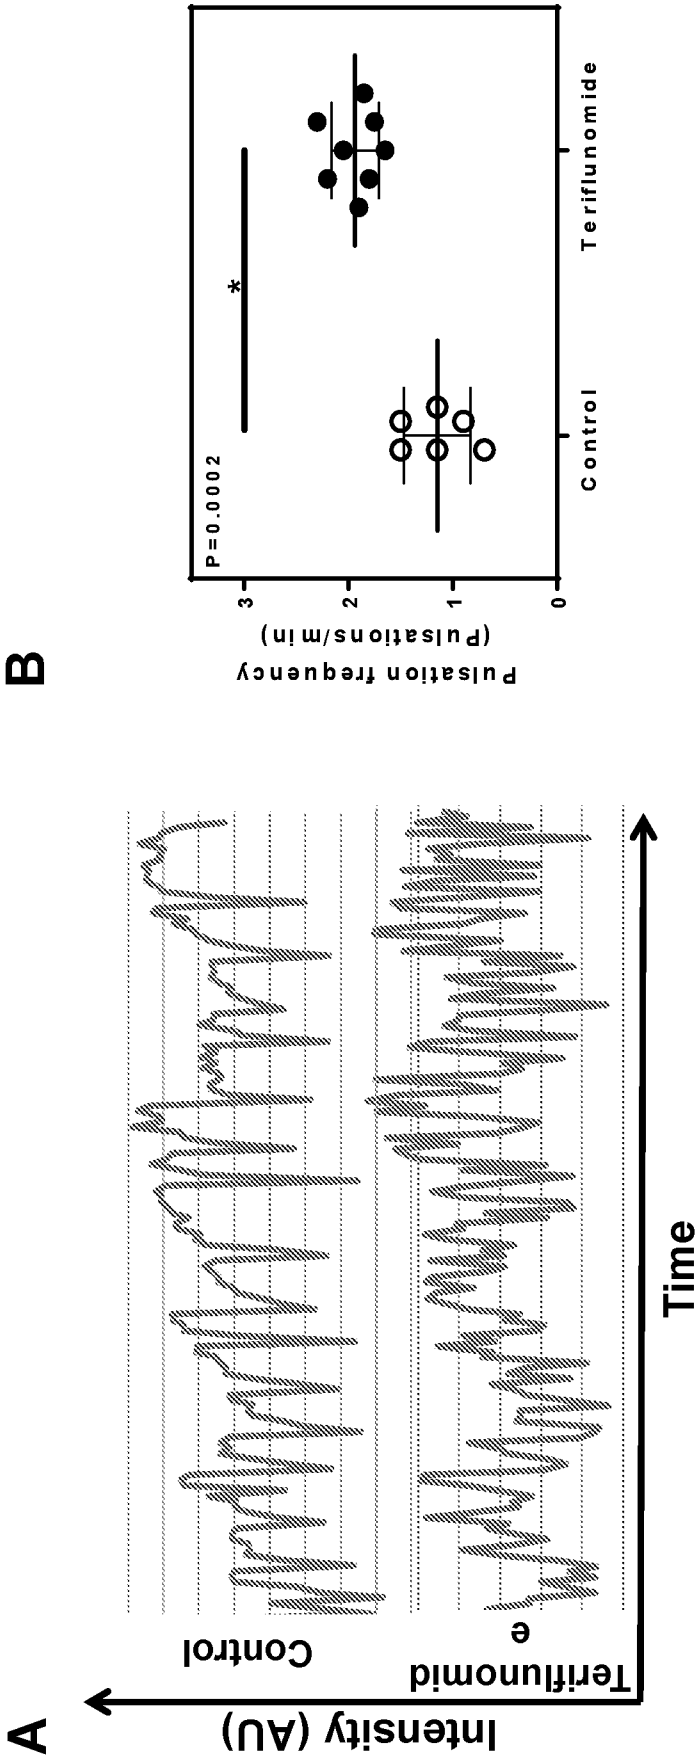 A
Intensity (AU)
Control
Teriflunomid
e
Time
B
P=0.0002
*
Pulsation frequency
(Pulsations/min)
3
2
1
0
Control
Teriflunomide